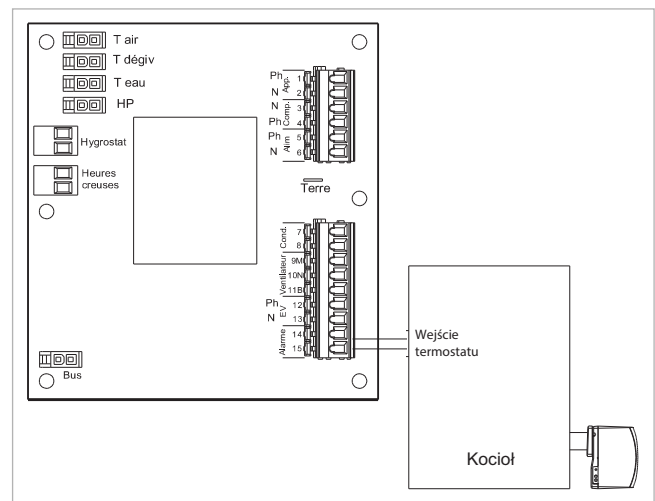 T air
T dégiv
T eau
HP
Hygrostat
Heures
creuses
Bus
App.
Ph 1
N 2
Comp.
N 3
Ph 4
Alim
Ph 5
N 6
Terre
Cond.
7
8
Ventilateur
9M
10N
11B
EV
Ph 12
N 13
Alarme
14
15
Wejście
termostatu
Kocioł